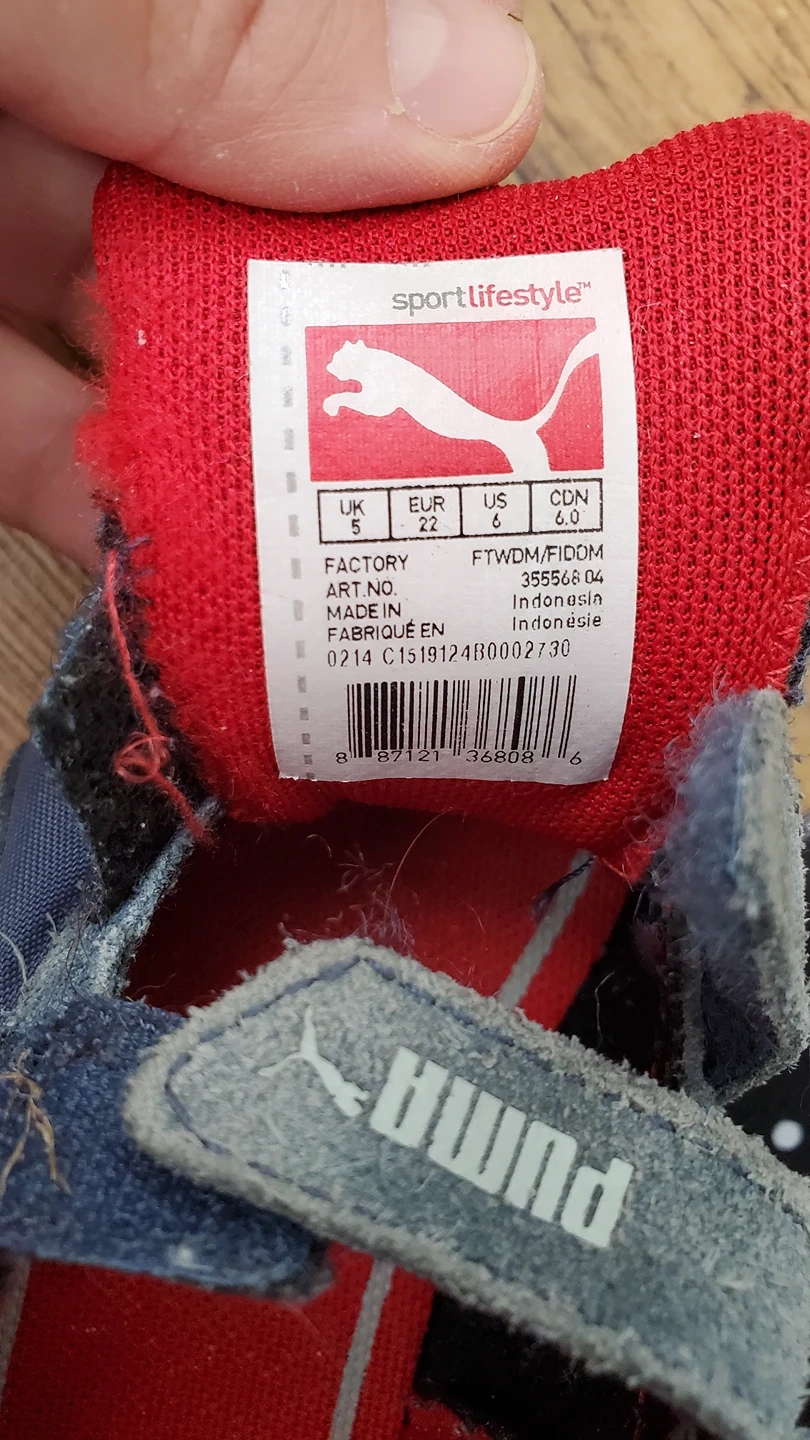 sportlifestyle™
UK EUR US CDN
5 22 6 6.0
FACTORY FTWDM/FIDOM
ART.NO. 355568 04
MADE IN Indonesia
FABRIQUÉ EN Indonésie
0214 C1519124B0002730
8 87121 36808 6
PUMA